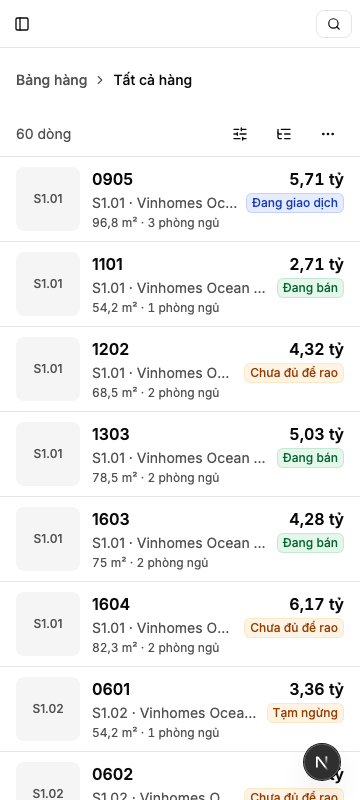 Bảng hàng > Tất cả hàng
60 dòng
S1.01
0905
5,71 tỷ
S1.01 · Vinhomes Oc...
Đang giao dịch
96,8 m² · 3 phòng ngủ
S1.01
1101
2,71 tỷ
S1.01 · Vinhomes Ocean ...
Đang bán
54,2 m² · 1 phòng ngủ
S1.01
1202
4,32 tỷ
S1.01 · Vinhomes O...
Chưa đủ để rao
68,5 m² · 2 phòng ngủ
S1.01
1303
5,03 tỷ
S1.01 · Vinhomes Ocean ...
Đang bán
78,5 m² · 2 phòng ngủ
S1.01
1603
4,28 tỷ
S1.01 · Vinhomes Ocean ...
Đang bán
75 m² · 2 phòng ngủ
S1.01
1604
6,17 tỷ
S1.01 · Vinhomes O...
Chưa đủ để rao
82,3 m² · 2 phòng ngủ
S1.02
0601
3,36 tỷ
S1.02 · Vinhomes Ocea...
Tạm ngừng
54,2 m² · 1 phòng ngủ
S1.02
0602
tỷ
N
S1.02 · Vinhomes O...
Chưa đủ để rao